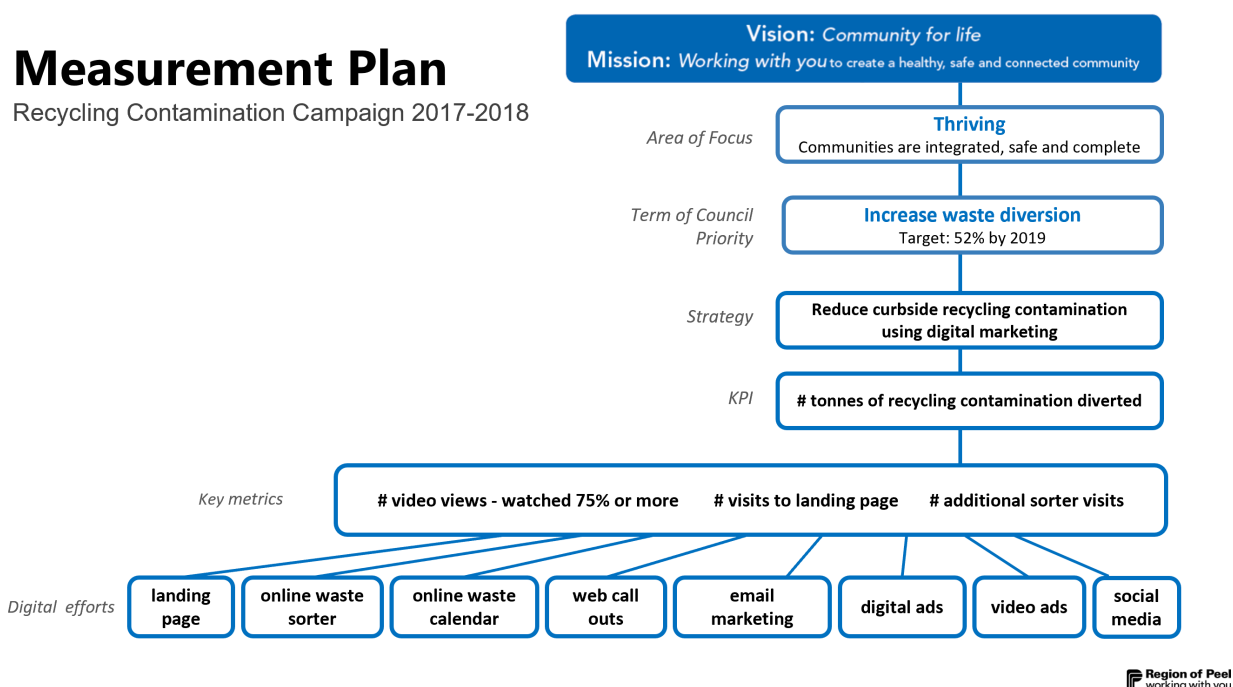 Vision: Community for life
Mission: Working with you to create a healthy, safe and connected community
Measurement Plan
Recycling Contamination Campaign 2017-2018
Area of Focus
Thriving
Communities are integrated, safe and complete
Term of Council
Priority
Increase waste diversion
Target: 52% by 2019
Strategy
Reduce curbside recycling contamination
using digital marketing
KPI
# tonnes of recycling contamination diverted
Key metrics
# video views - watched 75% or more # visits to landing page # additional sorter visits
Digital efforts
landing
page
online waste
sorter
online waste
calendar
web call
outs
email
marketing
digital ads
video ads
social
media
Region of Peel
working with you